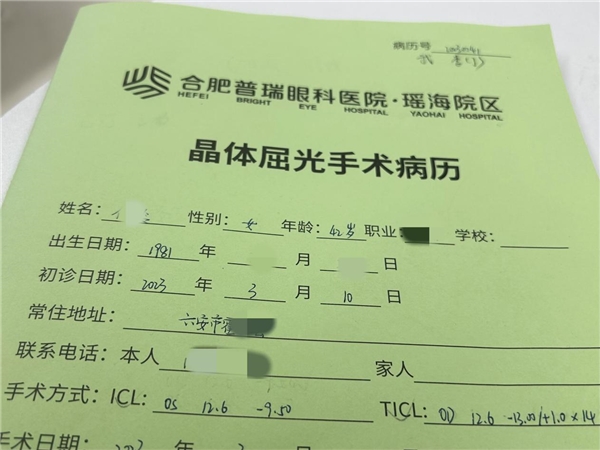 病历号
合肥普瑞眼科医院·瑶海院区
HEFEI BRIGHT EYE HOSPITAL YAOHAI HOSPITAL
晶体屈光手术病历
姓名: 性别: 女 年龄: 42岁 职业: 学校:
出生日期: 1981 年 月 日
初诊日期: 2023 年 3 月 10 日
常住地址: 六安市
联系电话: 本人 家人
手术方式: ICL: OS 12.6 -9.50 TICL: OD 12.6 -13.00/+1.0×14
手术日期: 2023 年 3 月